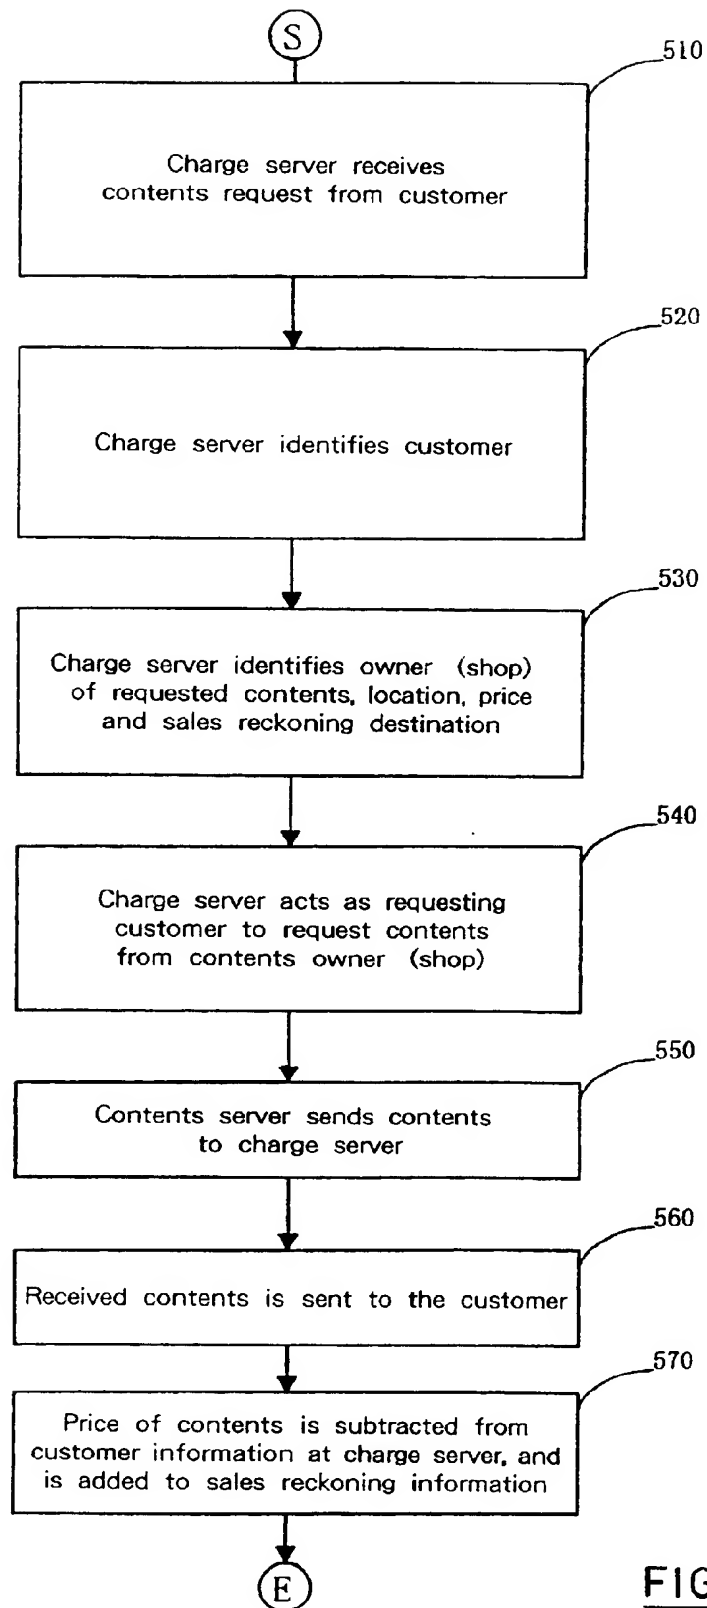 S
510
Charge server receives
contents request from customer
520
Charge server identifies customer
530
Charge server identifies owner (shop)
of requested contents, location, price
and sales reckoning destination
540
Charge server acts as requesting
customer to request contents
from contents owner (shop)
550
Contents server sends contents
to charge server
560
Received contents is sent to the customer
570
Price of contents is subtracted from
customer information at charge server, and
is added to sales reckoning information
E
FIG